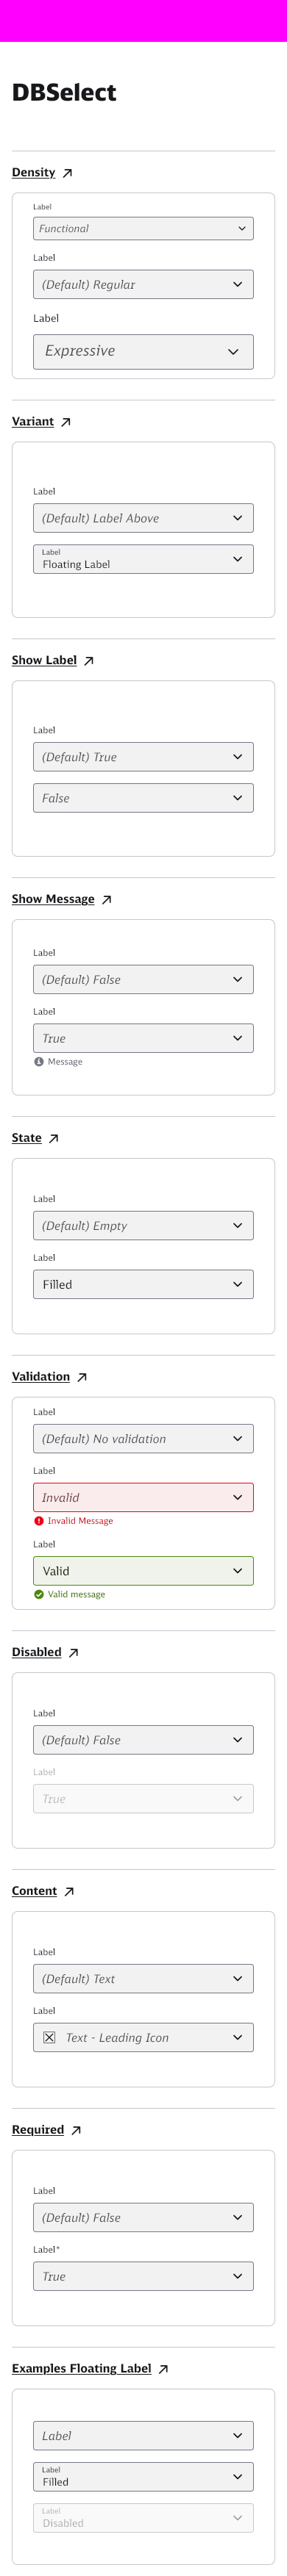 DBSelect
Density
Label
Functional
Label
(Default) Regular
Label
Expressive
Variant
Label
(Default) Label Above
Label
Floating Label
Show Label
Label
(Default) True
False
Show Message
Label
(Default) False
Label
True
Message
State
Label
(Default) Empty
Label
Filled
Validation
Label
(Default) No validation
Label
Invalid
Invalid Message
Label
Valid
Valid message
Disabled
Label
(Default) False
Label
True
Content
Label
(Default) Text
Label
Text - Leading Icon
Required
Label
(Default) False
Label*
True
Examples Floating Label
Label
Label
Filled
Label
Disabled